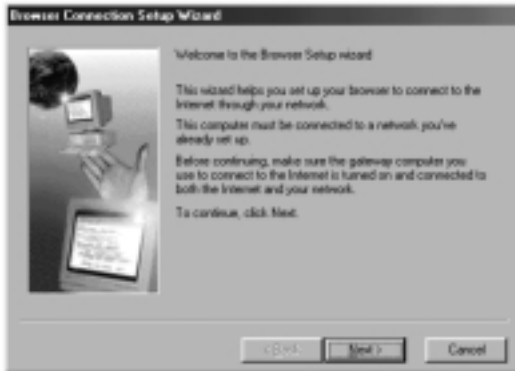 Browser Connection Setup Wizard
Welcome to the Browser Setup wizard
This wizard helps you set up your browser to connect to the
Internet through your network.
This computer must be connected to a network you've
already set up.
Before continuing, make sure the gateway computer you
use to connect to the Internet is turned on and connected to
both the Internet and your network.
To continue, click Next.
< Back
Next >
Cancel